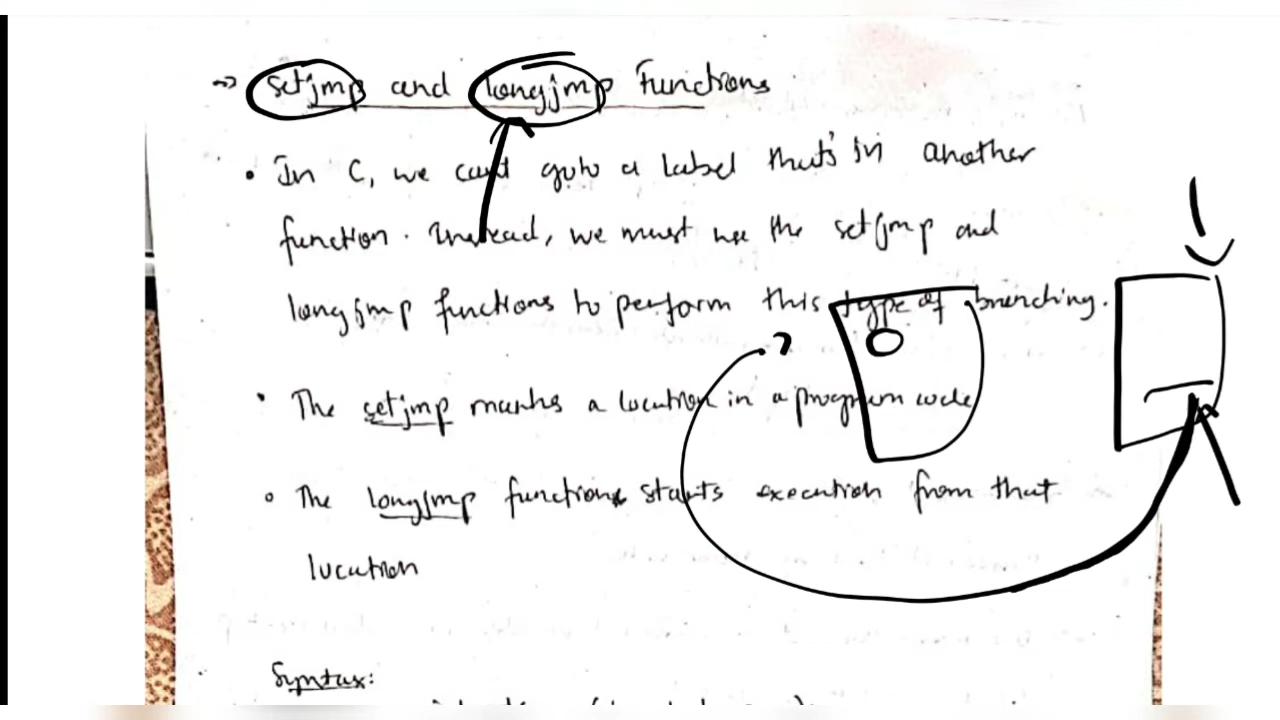 → setjmp and longjmp Functions
• In C, we can't goto a label that's in another
function. Instead, we must use the setjmp and
longjmp functions to perform this type of branching.
• The setjmp marks a location in a program code
• The longjmp functions starts execution from that
location
Syntax: